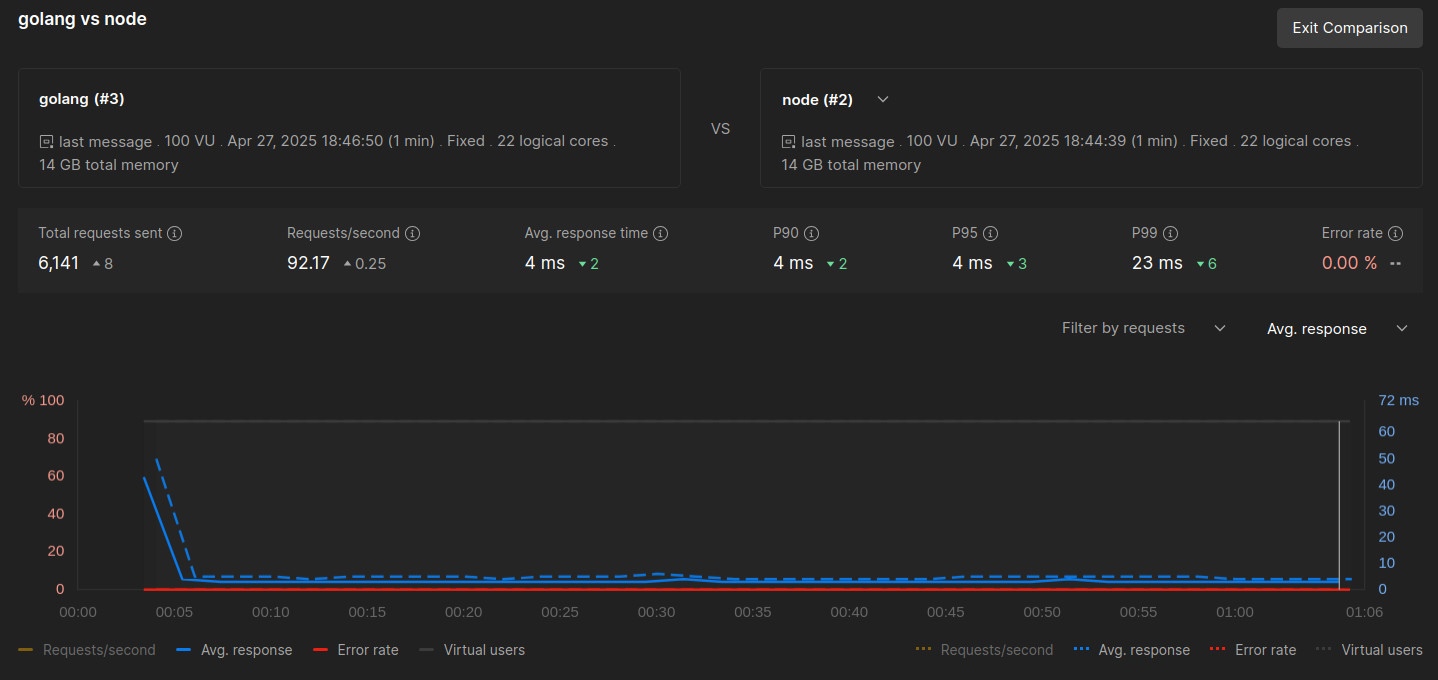 golang vs node
Exit Comparison
golang (#3)
last message . 100 VU . Apr 27, 2025 18:46:50 (1 min) . Fixed . 22 logical cores .
14 GB total memory
VS
node (#2)
last message . 100 VU . Apr 27, 2025 18:44:39 (1 min) . Fixed . 22 logical cores .
14 GB total memory
Total requests sent
6,141 8
Requests/second
92.17 0.25
Avg. response time
4 ms 2
P90
4 ms 2
P95
4 ms 3
P99
23 ms 6
Error rate
0.00 % --
Filter by requests
Avg. response
% 100
80
60
40
20
0
72 ms
60
50
40
30
20
10
0
00:00 00:05 00:10 00:15 00:20 00:25 00:30 00:35 00:40 00:45 00:50 00:55 01:00 01:06
Requests/second Avg. response Error rate Virtual users
Requests/second Avg. response Error rate Virtual users